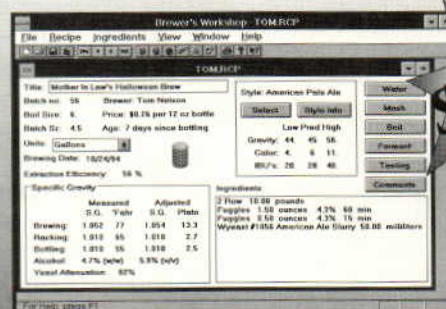 Brewer's Workshop - TOM.RCP
File Recipe Ingredients View Window Help
TOM.RCP
Title: Mother In Law's Halloween Brew
Batch no: 56 Brewer: Tom Nelson
Boil Size: 6. Price: $0.26 per 12 oz bottle
Batch Sz: 4.5 Age: 7 days since bottling
Units: Gallons
Brewing Date: 10/24/94
Extraction Efficiency: 56 %
Style: American Pale Ale
Select Style Info
Low Pred High
Gravity: 44. 45 56.
Color: 4. 6 11.
IBU's: 20 28 40.
Water
Mash
Boil
Ferment
Tasting
Comments
Specific Gravity
Measured Adjusted
S.G. °Fahr S.G. Plato
Brewing: 1.052 77 1.054 13.3
Racking: 1.010 65 1.010 2.7
Bottling: 1.010 55 1.010 2.5
Alcohol: 4.7% (w/w) 5.9% (v/v)
Yeast Attenuation: 82%
Ingredients
2 Row 10.00 pounds
Fuggles 1.50 ounces 4.3% 60 min
Fuggles 0.50 ounces 4.3% 15 min
Wyeast #1056 American Ale Slurry 50.00 milliliters
For Help, press F1